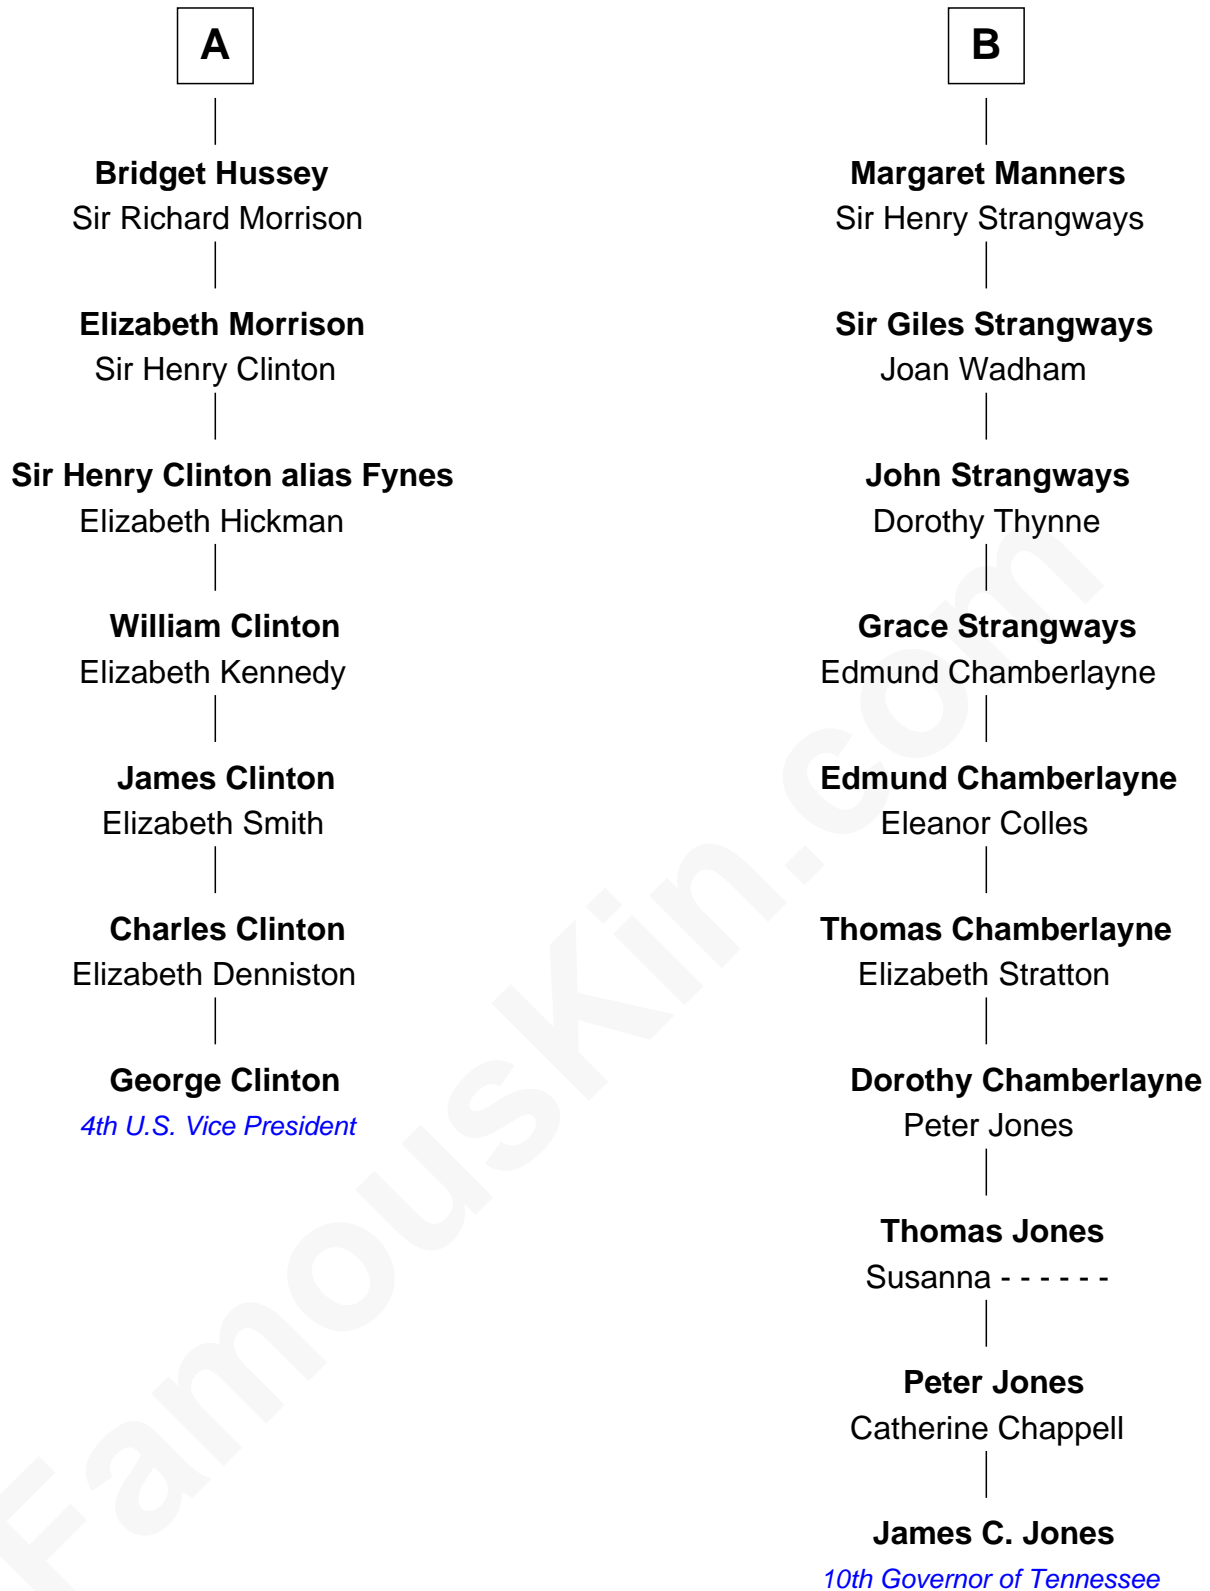 A
Bridget Hussey
Sir Richard Morrison
Elizabeth Morrison
Sir Henry Clinton
Sir Henry Clinton alias Fynes
Elizabeth Hickman
William Clinton
Elizabeth Kennedy
James Clinton
Elizabeth Smith
Charles Clinton
Elizabeth Denniston
George Clinton
4th U.S. Vice President
B
Margaret Manners
Sir Henry Strangways
Sir Giles Strangways
Joan Wadham
John Strangways
Dorothy Thynne
Grace Strangways
Edmund Chamberlayne
Edmund Chamberlayne
Eleanor Colles
Thomas Chamberlayne
Elizabeth Stratton
Dorothy Chamberlayne
Peter Jones
Thomas Jones
Susanna - - - - - -
Peter Jones
Catherine Chappell
James C. Jones
10th Governor of Tennessee
FamousKin.com